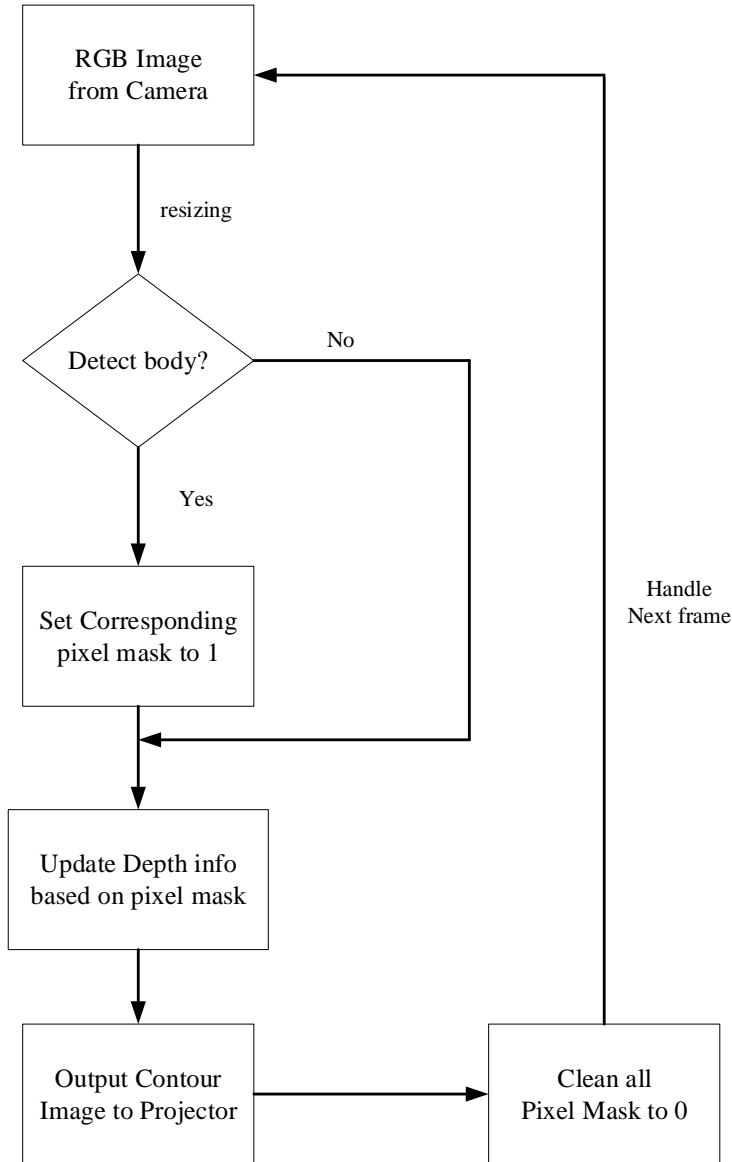 RGB Image
from Camera
resizing
Detect body?
No
Yes
Set Corresponding
pixel mask to 1
Handle
Next frame
Update Depth info
based on pixel mask
Output Contour
Image to Projector
Clean all
Pixel Mask to 0